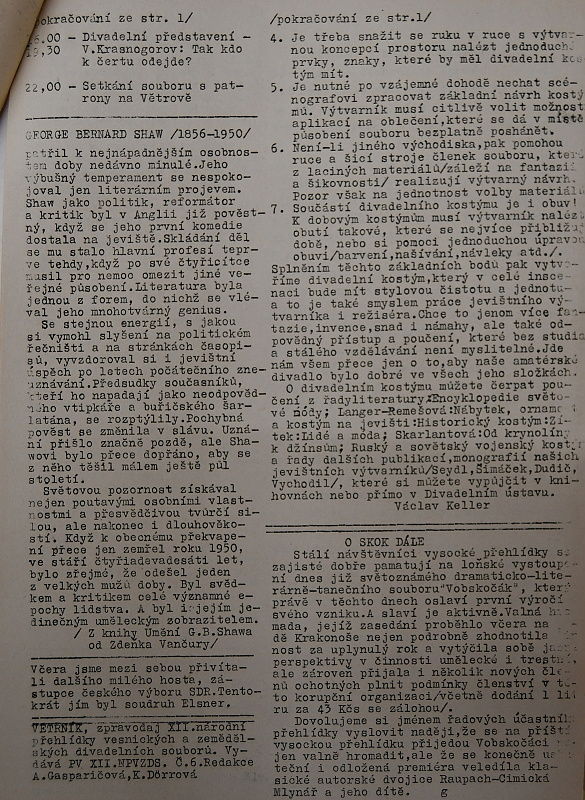 pokračování ze str. 1/
16.00 - Divadelní představení -
19,30 V.Krasnogorov: Tak kdo
k čertu odejde?
22,00 - Setkání souboru s pat-
rony na Větrově
GEORGE BERNARD SHAW /1856-1950/
patřil k nejnápadnějším osobnos-
tem doby nedávno minulé.Jeho
výbušný temperament se nespoko-
joval jen literárním projevem.
Shaw jako politik, reformátor
a kritik byl v Anglii již pověst-
ný, když se jeho první komedie
dostala na jeviště.Skládání děl
se mu stalo hlavní profesí tepr-
ve tehdy,když po své čtyřicítce
musil pro nemoc omezit jiné ve-
řejné působení.Literatura byla
jednou z forem, do nichž se vlé-
val jeho mnohotvárný genius.
Se stejnou energií, s jakou
si vymohl slyšení na politickém
řečništi a na stránkách časopi-
sů, vyzdoroval si i jevištní
úspěch po letech počátečního zne-
uznávání.Předsudky současníků,
kteří ho napadají jako neodpověd-
ného vtipkáře a buřičského šar-
latána, se rozptýlily.Pochybná
pověst se změnila v slávu. Uzná-
ní přišlo značně pozdě, ale Sha-
wovi bylo přece dopřáno, aby se
z něho těšil málem ještě půl
století.
Světovou pozornost získával
nejen poutavými osobními vlast-
nostmi a přesvědčivou tvůrčí si-
lou, ale nakonec i dlouhověko-
stí. Když k obecnému překvape-
ní přece jen zemřel roku 1950,
ve stáří čtyřiadevadesáti let,
bylo zřejmé, že odešel jeden
z velkých mužů doby. Byl svěd-
kem a kritikem celé významné e-
pochy lidstva. A byl i jejím je-
dinečným uměleckým zobrazitelem.
/ Z knihy Umění G.B.Shawa
od Zdeňka Vančury/
Včera jsme mezi sebou přivíta-
li dalšího milého hosta, zá-
stupce českého výboru SDR.Tento-
krát jím byl soudruh Elsner.
VĚTRNÍK, zpravodaj XII.národní
přehlídky vesnických a zeměděl-
ských divadelních souborů. Vy-
dává PV XII.NPVZDS. Č.6.Redakce
A.Gasparičová,K.Dörrová
/pokračování ze str.1/
4. Je třeba snažit se ruku v ruce s výtvar-
nou koncepcí prostoru nalézt jednoduch.
prvky, znaky, které by měl divadelní kos-
tým mít.
5. Je nutné po vzájemné dohodě nechat scé-
nografovi zpracovat základní návrh kostý
mů. Výtvarník musí citlivě volit možnost
aplikací na oblečení,které se dá v místě
působení souboru bezplatně poshánět.
6. Není-li jiného východiska,pak pomohou
ruce a šicí stroje členek souboru, které
z laciných materiálů/záleží na fantazii
a šikovnosti/ realizují výtvarný návrh.
Pozor však na jednotnost volby materiálu
7. Součástí divadelního kostýmu je i obuv!
K dobovým kostýmům musí výtvarník nalézt
obutí takové, které se nejvíce přibližuj
době, nebo si pomoci jednoduchou úpravou
obuvi/barvení,našívání,návleky atd./.
Splněním těchto základních bodů pak vytvo-
říme divadelní kostým,který v celé insce-
naci bude mít stylovou čistotu a jednotu
a to je také smyslem práce jevištního vý-
tvarníka i režiséra.Chce to jenom více fan-
tazie,invence,snad i námahy, ale také od-
povědný přístup a poučení, které bez studia
a stálého vzdělávání není myslitelné.Jde
nám všem přece jen o to,aby naše amatérské
divadlo bylo dobré ve všech jeho složkách.
O divadelním kostýmu můžete čerpat pou-
čení z řadyliteratury:Encyklopedie světo-
vé módy; Langer-Remešová:Nábytek, ornament
a kostým na jevišti:Historický kostým:Zí-
tek:Lidé a móda; Skarlantová:Od krynolíny
k džínsům; Ruský a sovětský vojenský kostým
a řady dalších publikací,monografií našich
jevištních výtvarníků/Seydl,Šimáček,Dudič,
Vychodil/, které si můžete vypůjčit v kni-
hovnách nebo přímo v Divadelním ústavu.
Václav Keller
O SKOK DÁLE
Stálí návštěvníci vysocké přehlídky s
zajisté dobře pamatují na loňské vystoupe-
ní dnes již světoznámého dramaticko-lite-
rárně-tanečního souboru"Vobskočák", který
právě v těchto dnech oslaví první výročí
svého vzniku.A slaví je aktivně.Valná
mada, jejíž zasedání proběhlo včera na
dě Krakonoše nejen podrobně zhodnotila
nost za uplynulý rok a vytýčila sobě
perspektivy v činnosti umělecké i trestní,
ale zároveň přijala i několik nových čle-
nů ochotných plnit podmínky členství v té-
to korupční organizaci/včetně dodání 1 lit
ru za 43 Kčs se zálohou/.
Dovolujeme si jménem řadových účastníků
přehlídky vyslovit naději,že se na příští
vysockou přehlídku přijedou Vobskočáci
jen valně hromadit,ale že se konečně
teční i odložená premiéra veledíla kla-
sické autorské dvojice Raupach-Cimická
Mlynář a jeho dítě. g